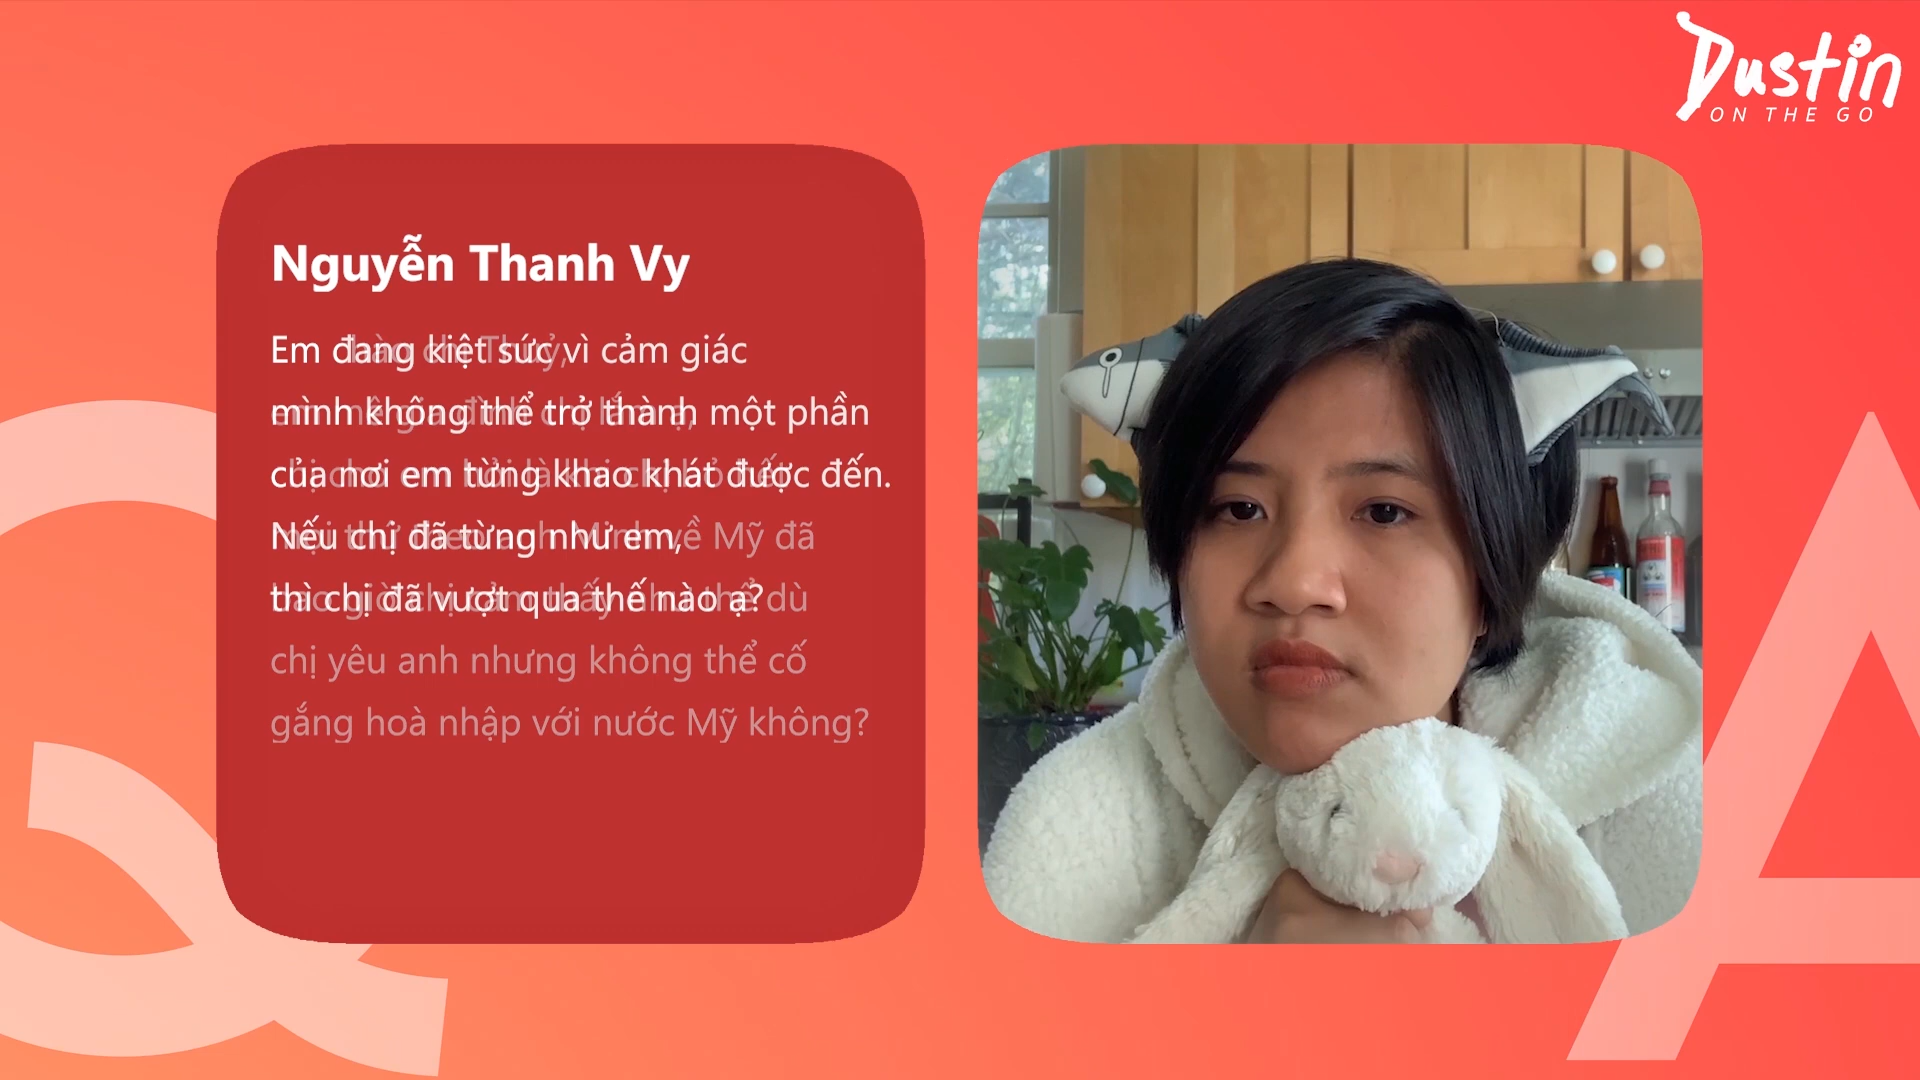 Dustin
ON THE GO
Nguyễn Thanh Vy
Em đang kiệt sức vì cảm giác
mình không thể trở thành một phần
của nơi em từng khao khát được đến.
Nếu chị đã từng như em,
thì chị đã vượt qua thế nào ạ?
về Mỹ đã
dù
chị yêu anh nhưng không thể cố
gắng hoà nhập với nước Mỹ không?
Q
A